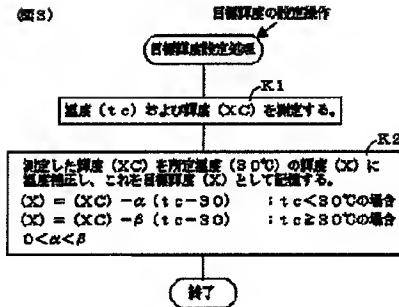 (図3)
目標輝度の設定操作
目標輝度設定処理
K1
温度(tc)および輝度(XC)を測定する。
K2
測定した輝度(XC)を所定温度(30℃)の輝度(X)に
温度補正し、これを目標輝度(X)として記憶する。
(X) = (XC) -α (tc-30) : tc<30℃の場合
(X) = (XC) -β (tc-30) : tc≧30℃の場合
0<α<β
終了